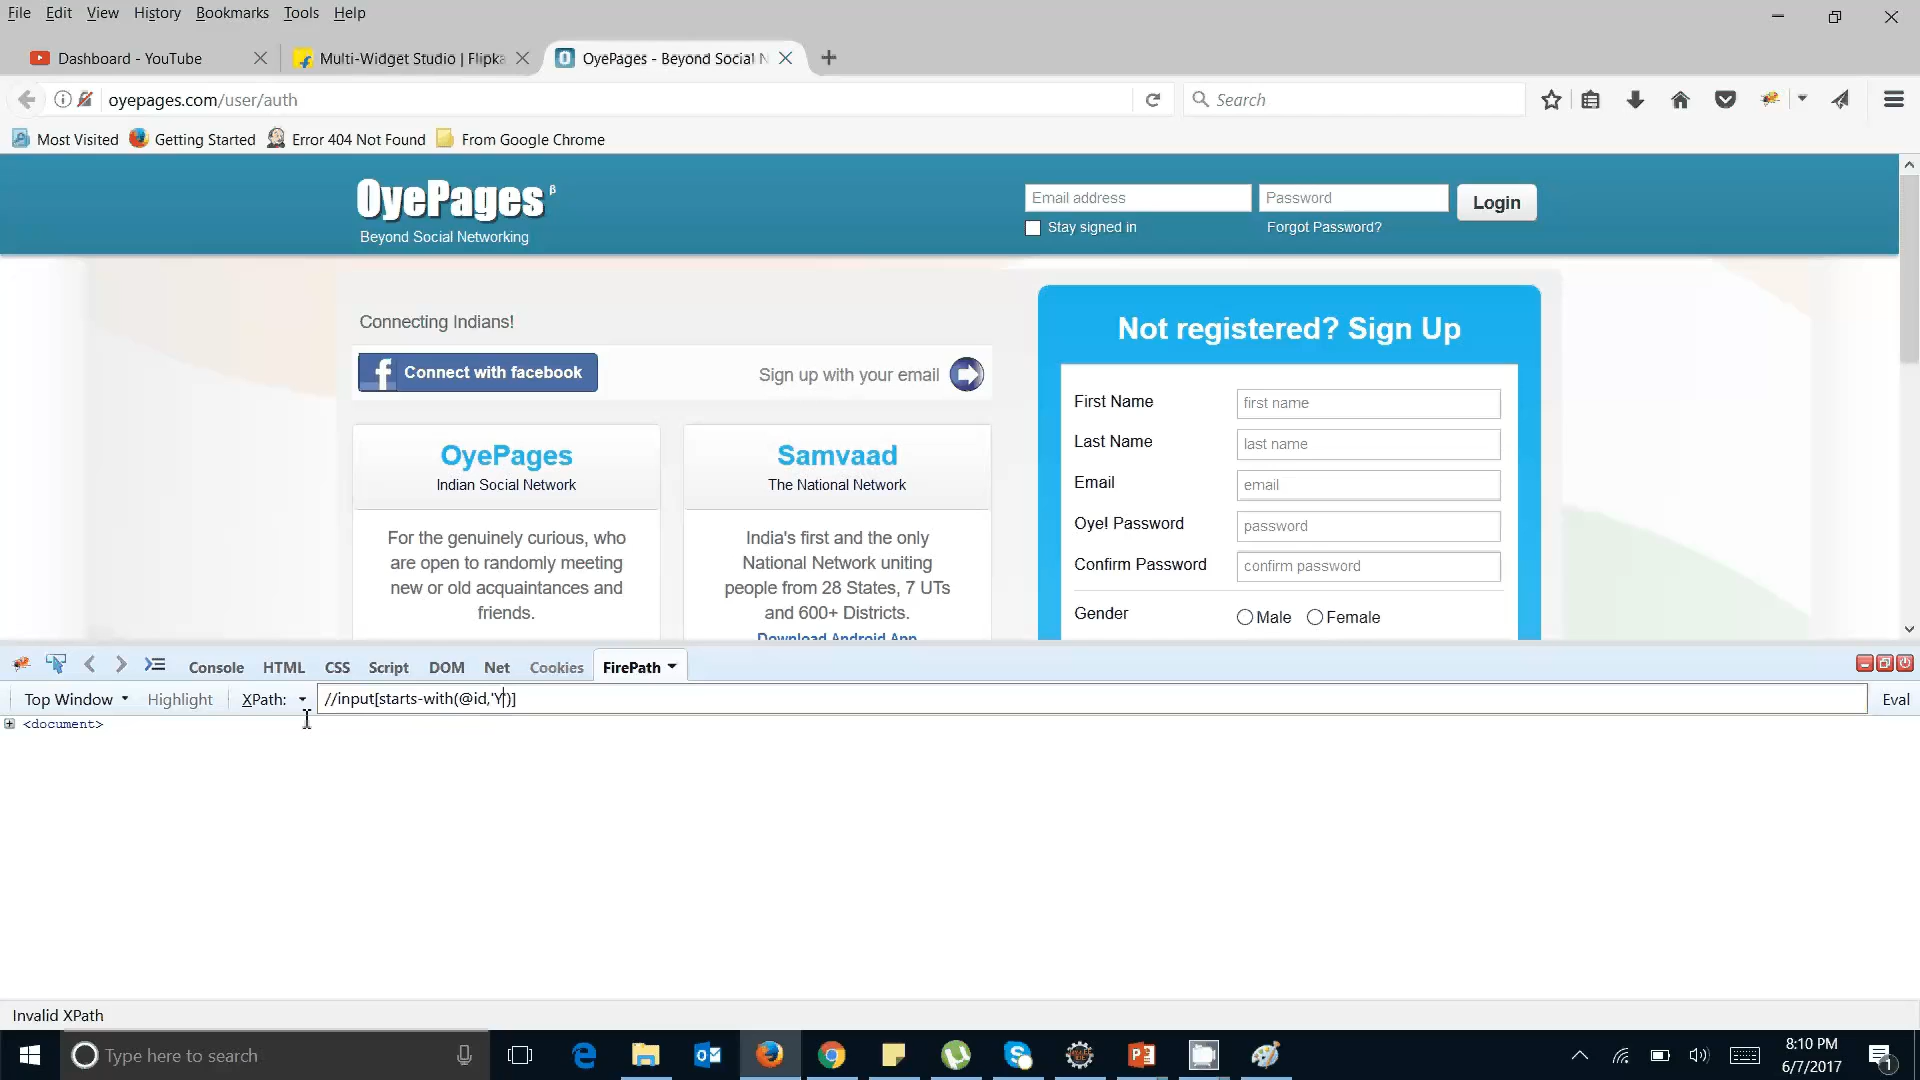 File Edit View History Bookmarks Tools Help
Dashboard - YouTube
Multi-Widget Studio | Flipka
OyePages - Beyond Social N
oyepages.com/user/auth
Search
Most Visited
Getting Started
Error 404 Not Found
From Google Chrome
OyePages β
Beyond Social Networking
Email address
Password
Login
Stay signed in
Forgot Password?
Connecting Indians!
Connect with facebook
Sign up with your email
OyePages
Indian Social Network
For the genuinely curious, who
are open to randomly meeting
new or old acquaintances and
friends.
Samvaad
The National Network
India's first and the only
National Network uniting
people from 28 States, 7 UTs
and 600+ Districts.
Download Android App
Not registered? Sign Up
First Name
first name
Last Name
last name
Email
email
Oye! Password
password
Confirm Password
confirm password
Gender
Male
Female
Console HTML CSS Script DOM Net Cookies FirePath
Top Window Highlight XPath: //input[starts-with(@id,'Y')] Eval
<document>
Invalid XPath
Type here to search
8:10 PM
6/7/2017
1